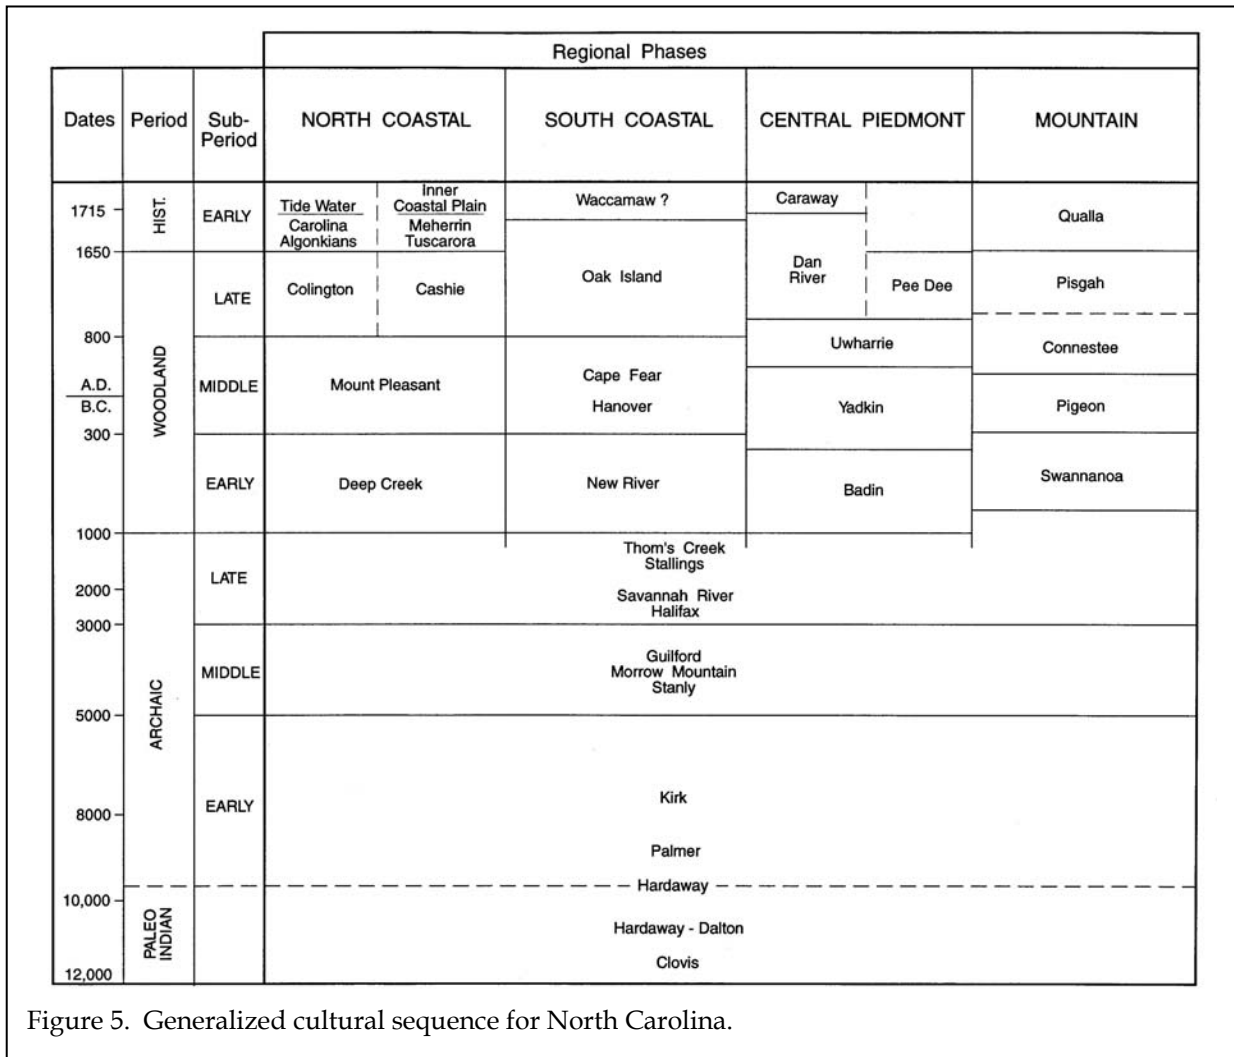 Regional Phases
Dates
Period
Sub-
Period
NORTH COASTAL
SOUTH COASTAL
CENTRAL PIEDMONT
MOUNTAIN
1715
HIST.
EARLY
Tide Water
Carolina
Algonkians
Inner
Coastal Plain
Meherrin
Tuscarora
Waccamaw ?
Caraway
Qualla
1650
WOODLAND
LATE
Colington
Cashie
Oak Island
Dan
River
Pee Dee
Pisgah
800
Uwharrie
Connestee
MIDDLE
Mount Pleasant
Cape Fear
Hanover
Yadkin
Pigeon
A.D.
B.C.
300
EARLY
Deep Creek
New River
Badin
Swannanoa
1000
ARCHAIC
LATE
Thom's Creek
Stallings
2000
Savannah River
Halifax
3000
MIDDLE
Guilford
Morrow Mountain
Stanly
5000
EARLY
Kirk
8000
Palmer
Hardaway
10,000
PALEO
INDIAN
Hardaway - Dalton
Clovis
12,000
Figure 5. Generalized cultural sequence for North Carolina.